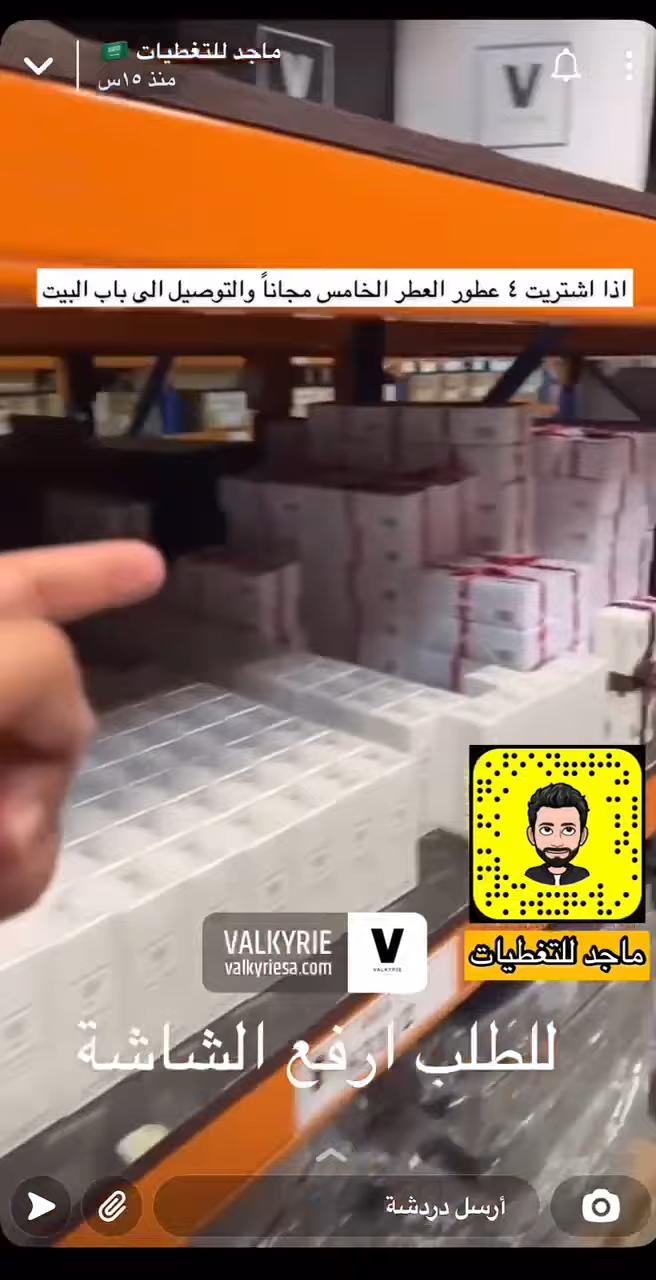 ماجد للتغطيات 🇸🇦
منذ ١٥س
V
V
اذا اشتريت ٤ عطور العطر الخامس مجاناً والتوصيل الى باب البيت
VALKYRIE
valkyriesa.com
V
VALKYRIE
ماجد للتغطيات
للطلب ارفع الشاشة
أرسل دردشة